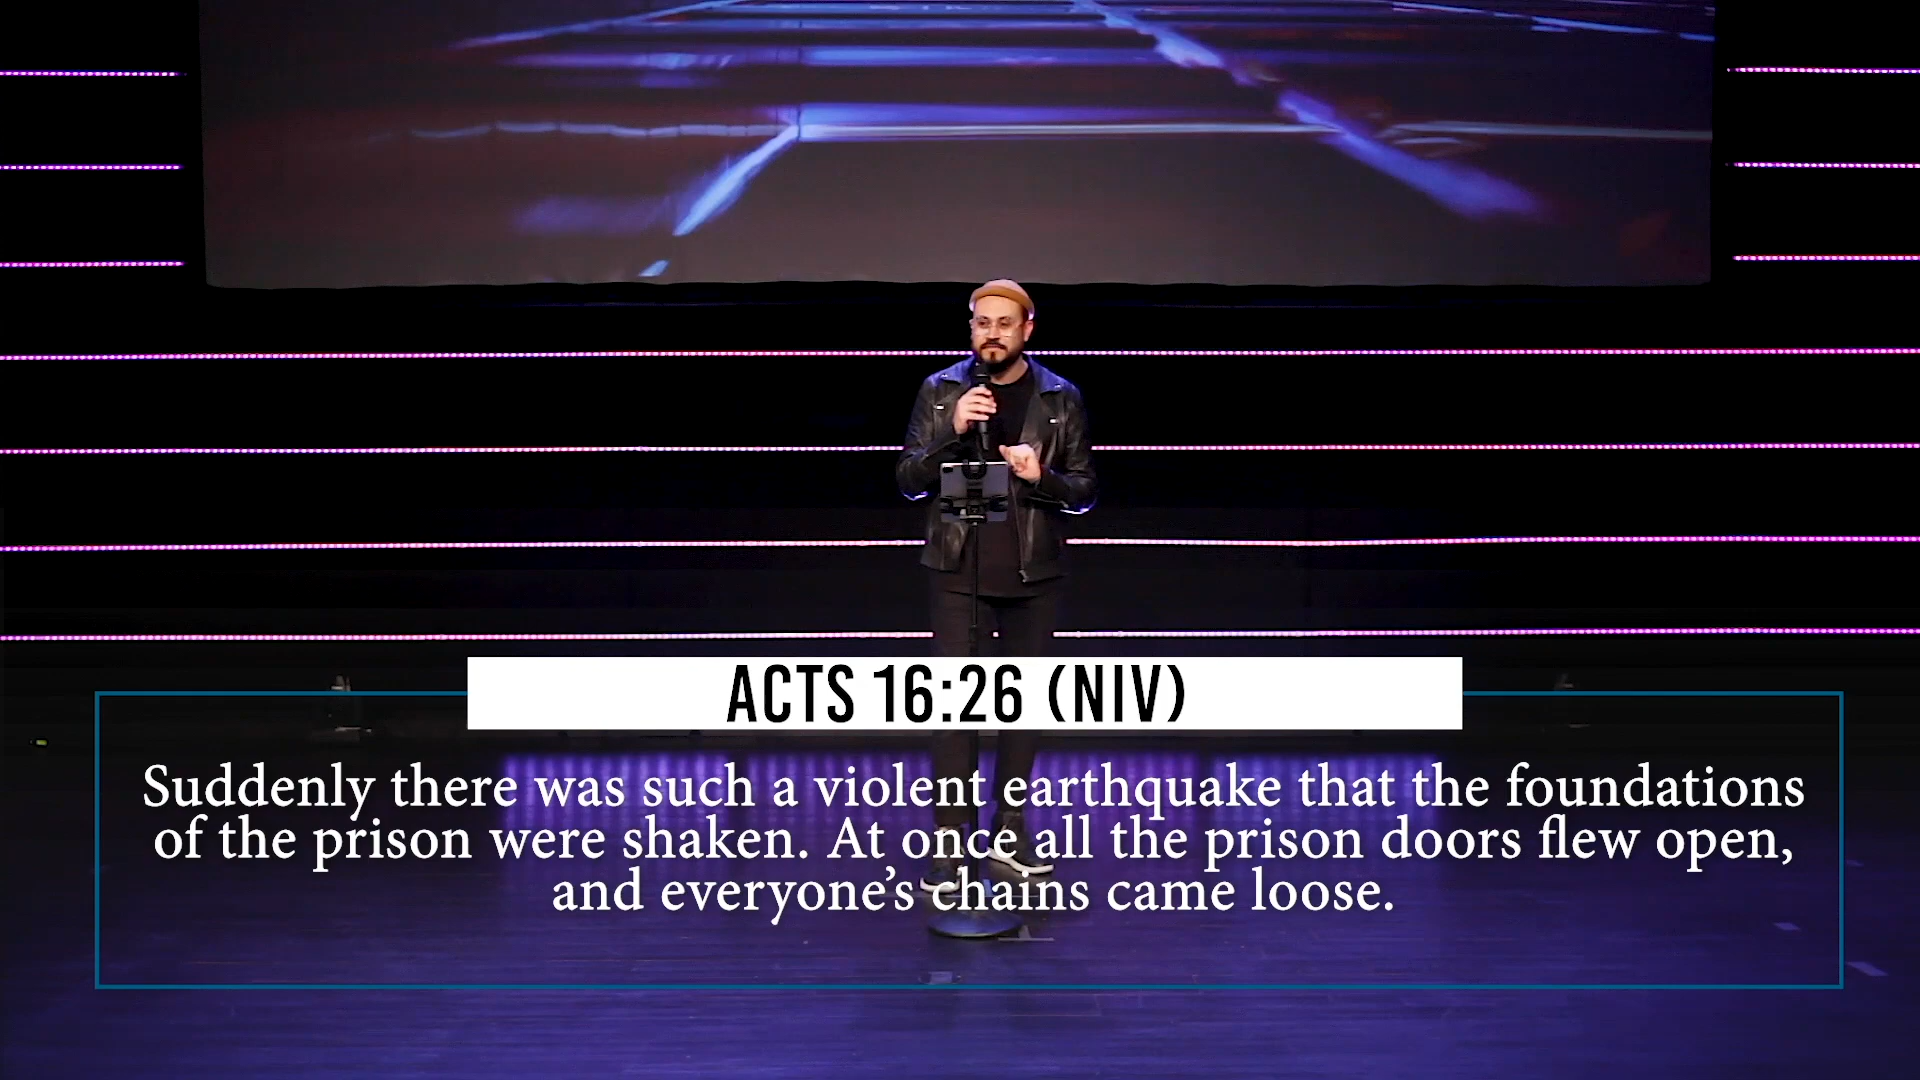 ACTS 16:26 (NIV)
Suddenly there was such a violent earthquake that the foundations
of the prison were shaken. At once all the prison doors flew open,
and everyone’s chains came loose.